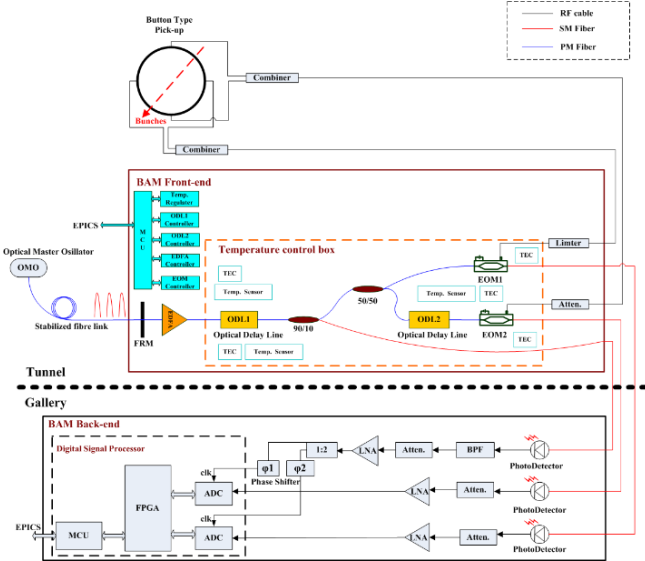 Button Type
Pick-up
RF cable
SM Fiber
PM Fiber
Combiner
Bunches
Combiner
BAM Front-end
Temp.
Regulator
EPICS
M
C
U
ODL1
Controller
ODL2
Controller
EDFA
Controller
EOM
Controller
Temperature control box
Limter
TEC
Optical Master Osillator
OMO
TEC
Temp. Sensor
EOM1
50/50
Temp. Sensor
TEC
Atten.
Stabilized fibre link
FRM
EDFA
ODL1
Optical Delay Line
90/10
ODL2
Optical Delay Line
EOM2
TEC
Temp. Sensor
TEC
Tunnel
Gallery
BAM Back-end
Digital Signal Processor
1:2
LNA
Atten.
BPF
PhotoDetector
φ1
φ2
Phase Shifter
clk
ADC
LNA
Atten.
PhotoDetector
FPGA
clk
EPICS
MCU
ADC
LNA
Atten.
PhotoDetector